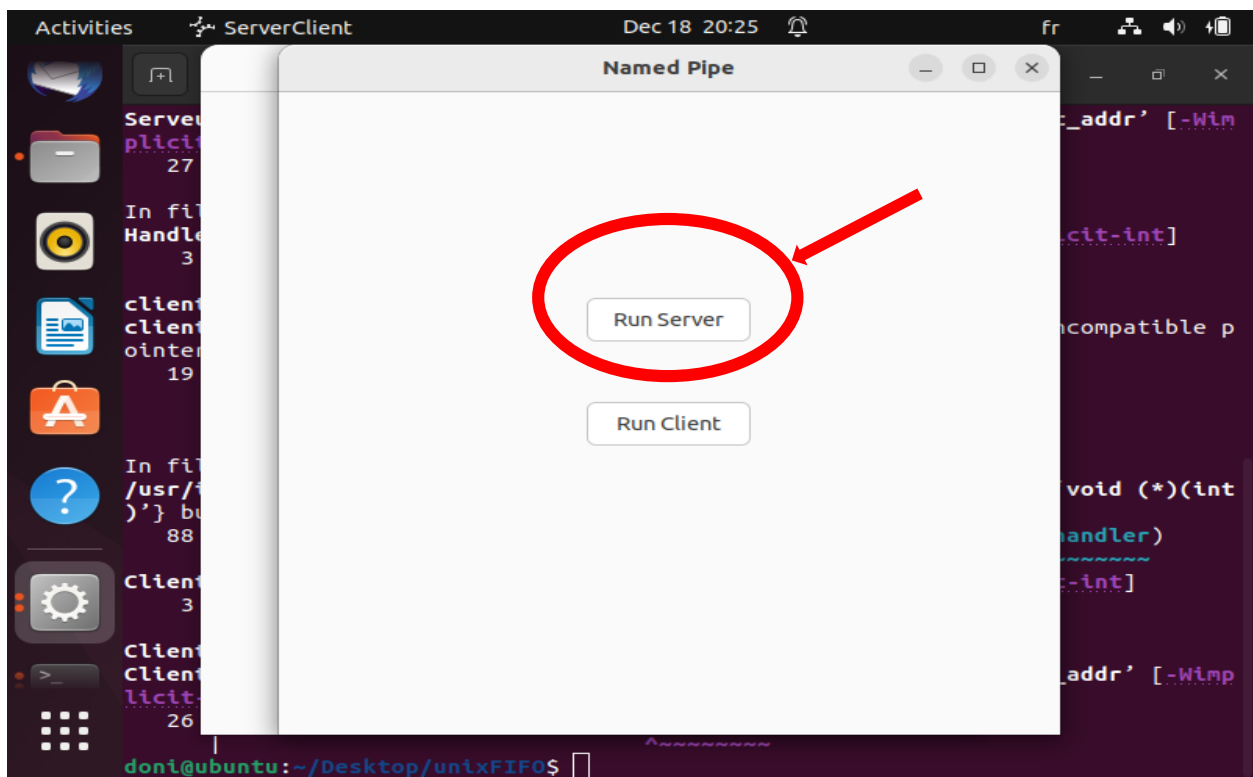 Activities ServerClient Dec 18 20:25 fr
Named Pipe
_addr’ [-Wim
plicit
27
In fil
Handle cit-int]
3
Run Server
client
client ncompatible p
ointer
19
Run Client
In fil
/usr/i void (*)(int
)’} bu
88 andler)
Client -int]
3
Client
Client _addr’ [-Wimp
licit-
26
doni@ubuntu:~/Desktop/unixFIFO$